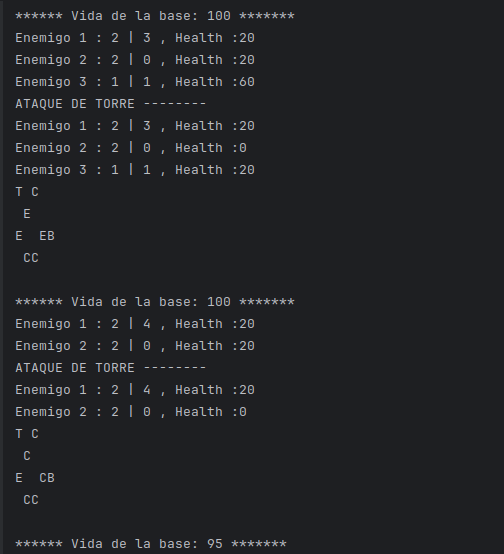 ****** Vida de la base: 100 *******
Enemigo 1 : 2 | 3 , Health :20
Enemigo 2 : 2 | 0 , Health :20
Enemigo 3 : 1 | 1 , Health :60
ATAQUE DE TORRE --------
Enemigo 1 : 2 | 3 , Health :20
Enemigo 2 : 2 | 0 , Health :0
Enemigo 3 : 1 | 1 , Health :20
T C
 E
E  EB
 CC

****** Vida de la base: 100 *******
Enemigo 1 : 2 | 4 , Health :20
Enemigo 2 : 2 | 0 , Health :20
ATAQUE DE TORRE --------
Enemigo 1 : 2 | 4 , Health :20
Enemigo 2 : 2 | 0 , Health :0
T C
 C
E  CB
 CC

****** Vida de la base: 95 *******